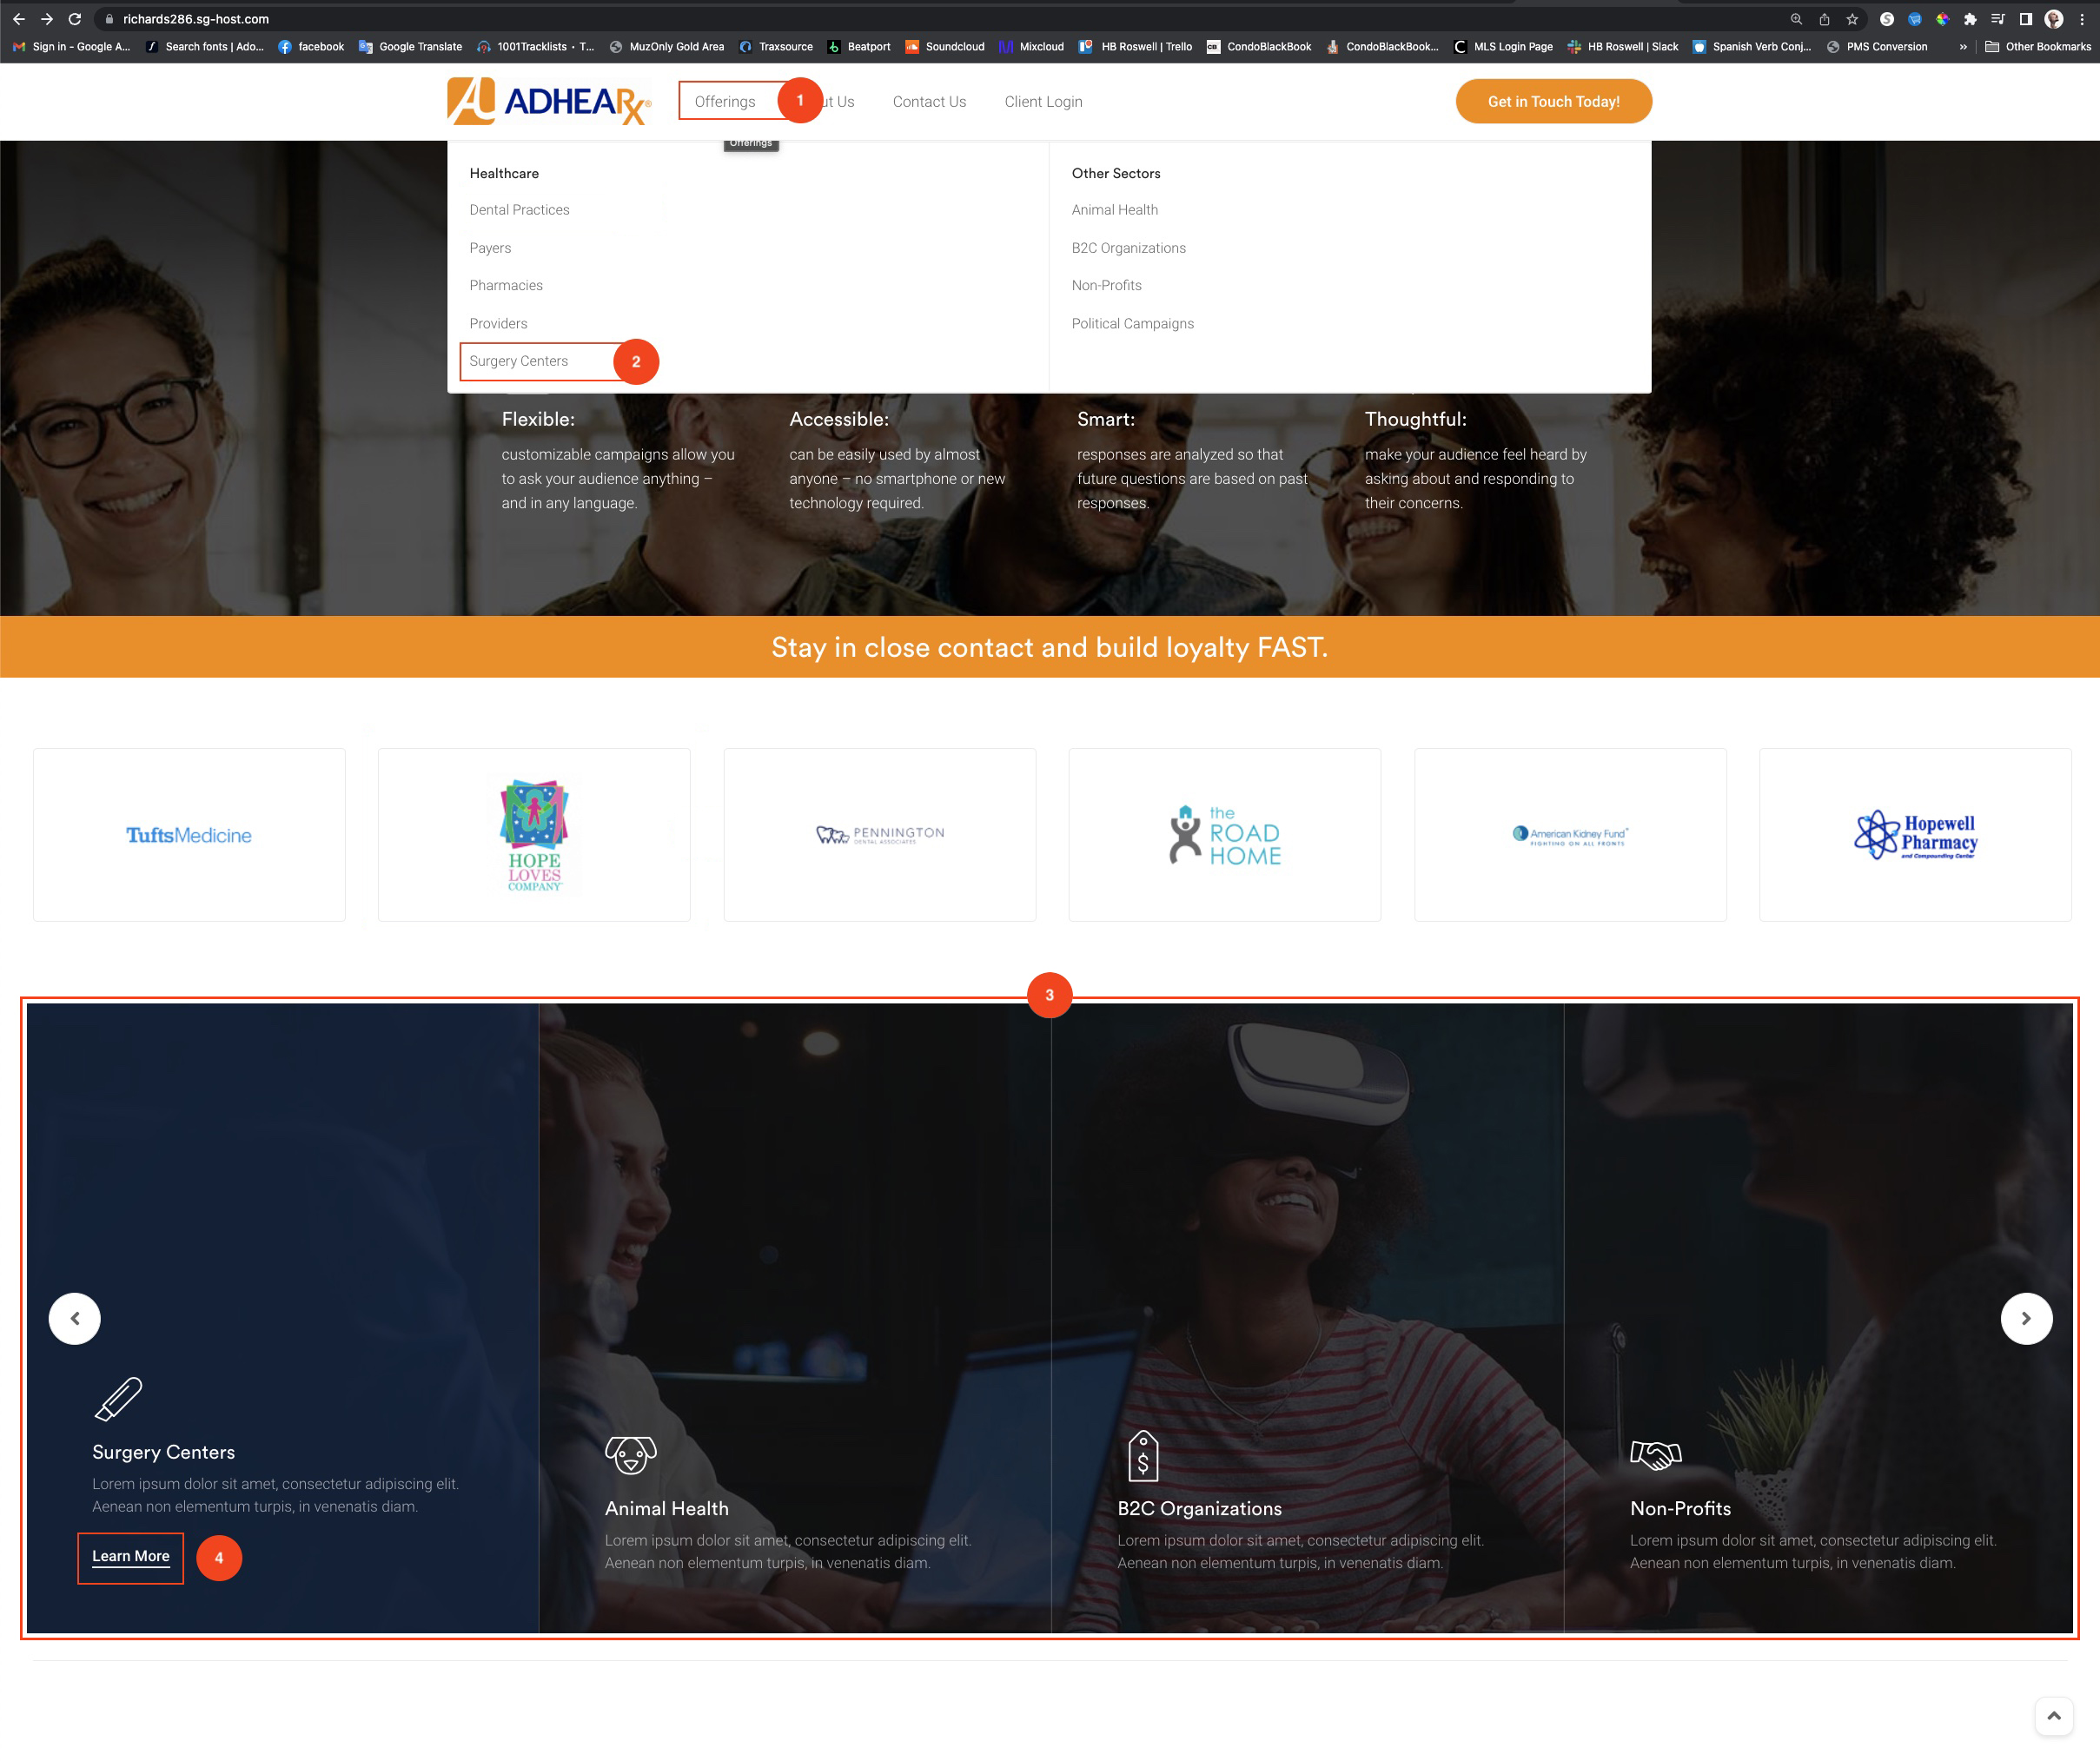 richards286.sg-host.com
Sign in - Google A...
Search fonts | Ado...
facebook
Google Translate
1001Tracklists · T...
MuzOnly Gold Area
Traxsource
Beatport
Soundcloud
Mixcloud
HB Roswell | Trello
CondoBlackBook
CondoBlackBook...
MLS Login Page
HB Roswell | Slack
Spanish Verb Conj...
PMS Conversion
»
Other Bookmarks
ADHEARx®
Offerings
1
ut Us
Contact Us
Client Login
Get in Touch Today!
Offerings
Healthcare
Dental Practices
Payers
Pharmacies
Providers
Surgery Centers
2
Other Sectors
Animal Health
B2C Organizations
Non-Profits
Political Campaigns
Flexible:
customizable campaigns allow you
to ask your audience anything –
and in any language.
Accessible:
can be easily used by almost
anyone – no smartphone or new
technology required.
Smart:
responses are analyzed so that
future questions are based on past
responses.
Thoughtful:
make your audience feel heard by
asking about and responding to
their concerns.
Stay in close contact and build loyalty FAST.
TuftsMedicine
HOPE
LOVES
COMPANY
PENNINGTON
DENTAL ASSOCIATES
the
ROAD
HOME
American Kidney Fund
FIGHTING ON ALL FRONTS
Hopewell
Pharmacy
and Compounding Center
3
Surgery Centers
Lorem ipsum dolor sit amet, consectetur adipiscing elit.
Aenean non elementum turpis, in venenatis diam.
Learn More
4
Animal Health
Lorem ipsum dolor sit amet, consectetur adipiscing elit.
Aenean non elementum turpis, in venenatis diam.
$
B2C Organizations
Lorem ipsum dolor sit amet, consectetur adipiscing elit.
Aenean non elementum turpis, in venenatis diam.
Non-Profits
Lorem ipsum dolor sit amet, consectetur adipiscing elit.
Aenean non elementum turpis, in venenatis diam.